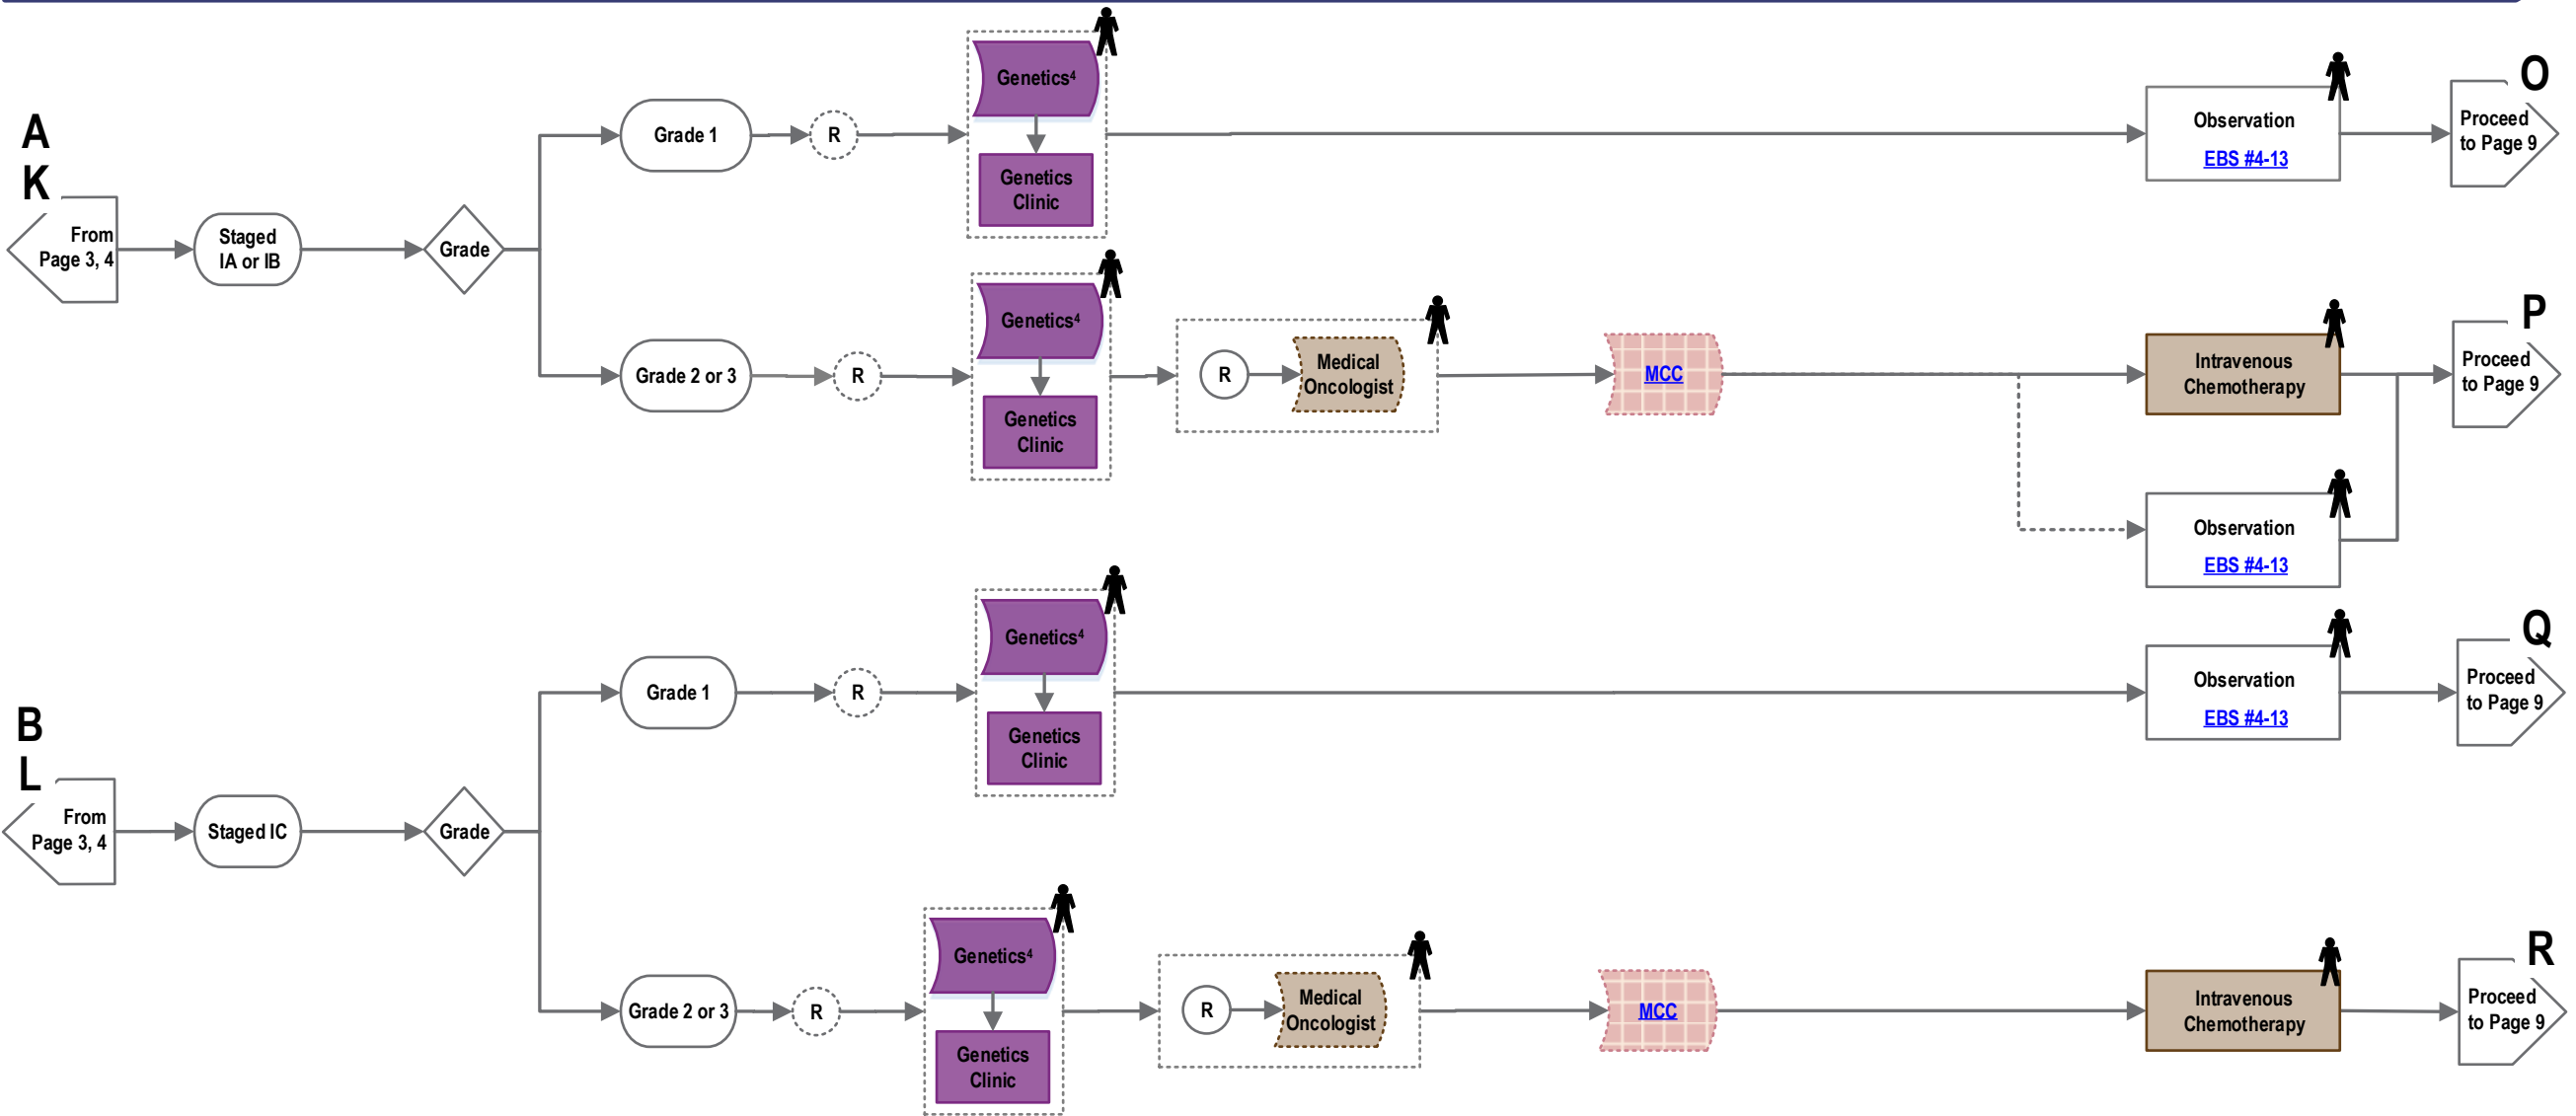 A
K
From
Page 3, 4
Staged
IA or IB
Grade
Grade 1
R
Genetics⁴
Genetics
Clinic
Observation
EBS #4-13
O
Proceed
to Page 9
Grade 2 or 3
R
Genetics⁴
Genetics
Clinic
R
Medical
Oncologist
MCC
Intravenous
Chemotherapy
P
Proceed
to Page 9
Observation
EBS #4-13
B
L
From
Page 3, 4
Staged IC
Grade
Grade 1
R
Genetics⁴
Genetics
Clinic
Observation
EBS #4-13
Q
Proceed
to Page 9
Grade 2 or 3
R
Genetics⁴
Genetics
Clinic
R
Medical
Oncologist
MCC
Intravenous
Chemotherapy
R
Proceed
to Page 9